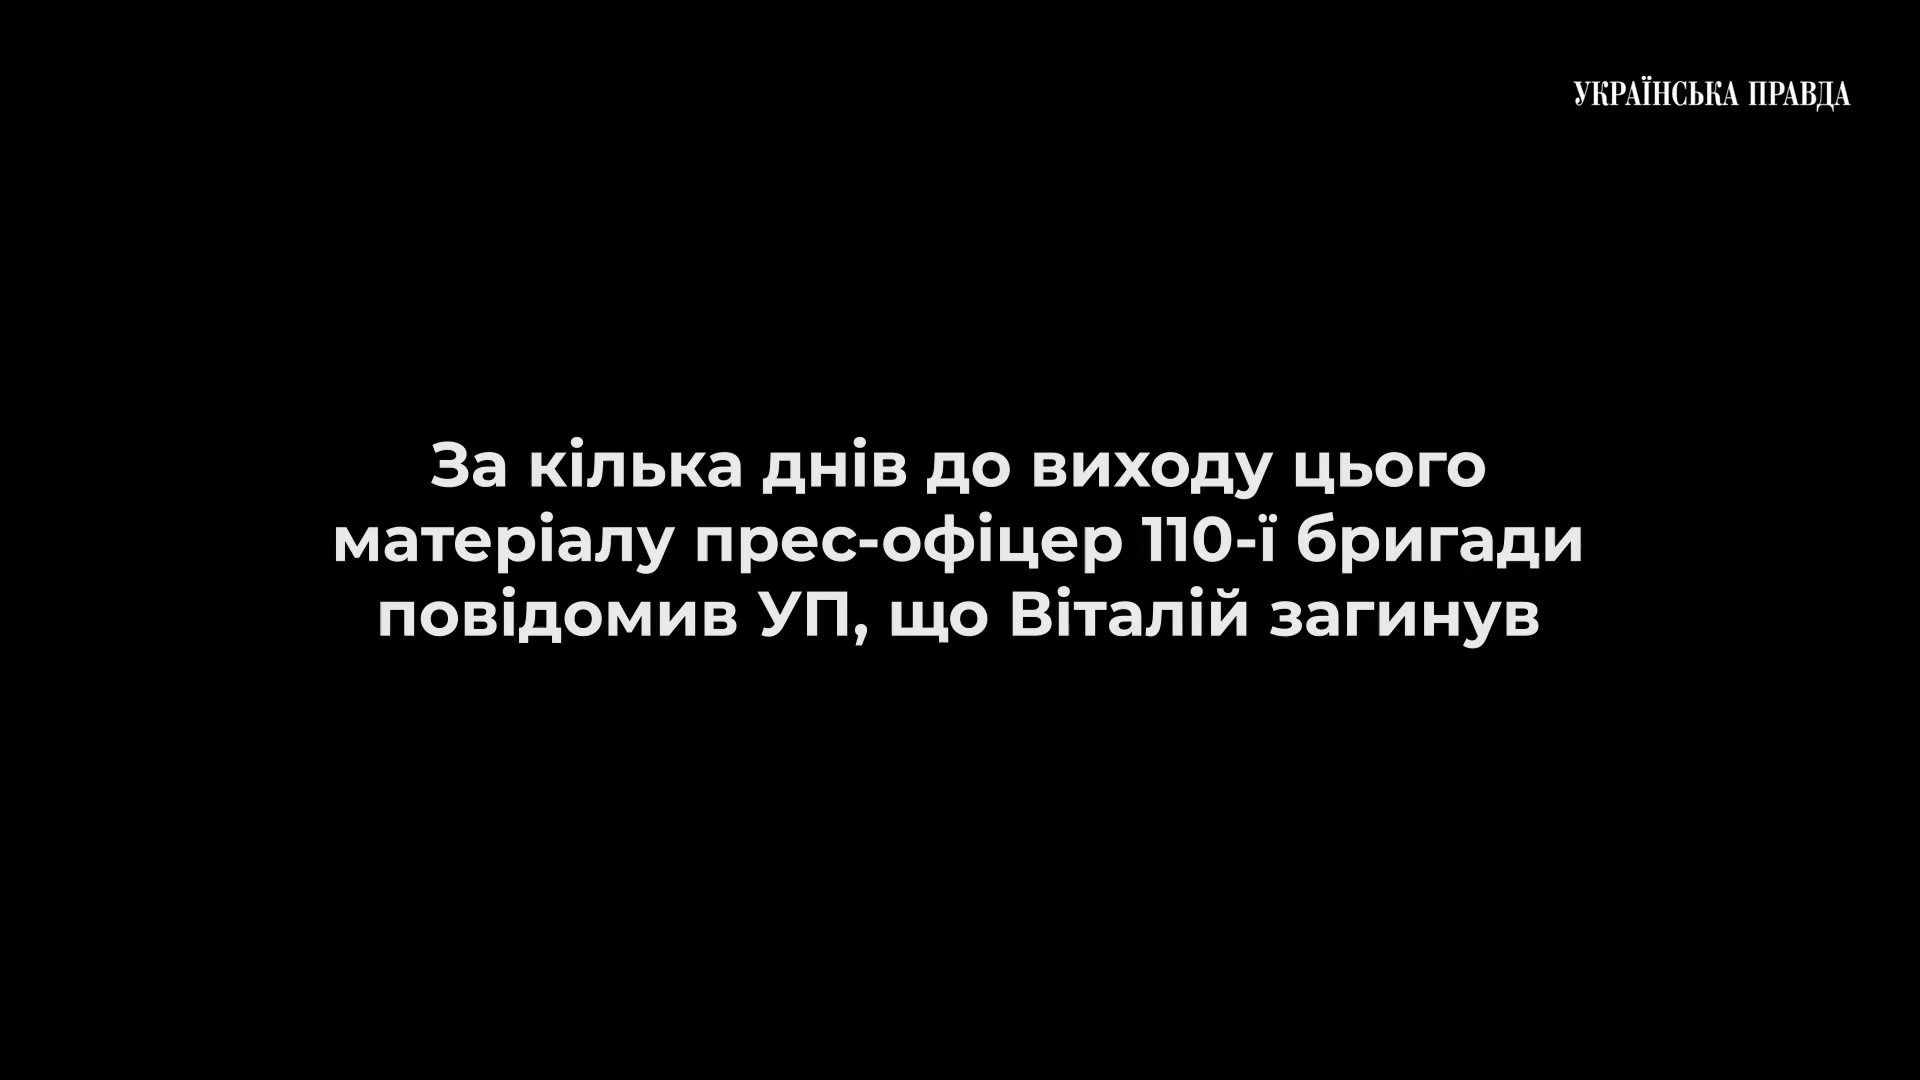 УКРАЇНСЬКА ПРАВДА
За кілька днів до виходу цього
матеріалу прес-офіцер 110-ї бригади
повідомив УП, що Віталій загинув